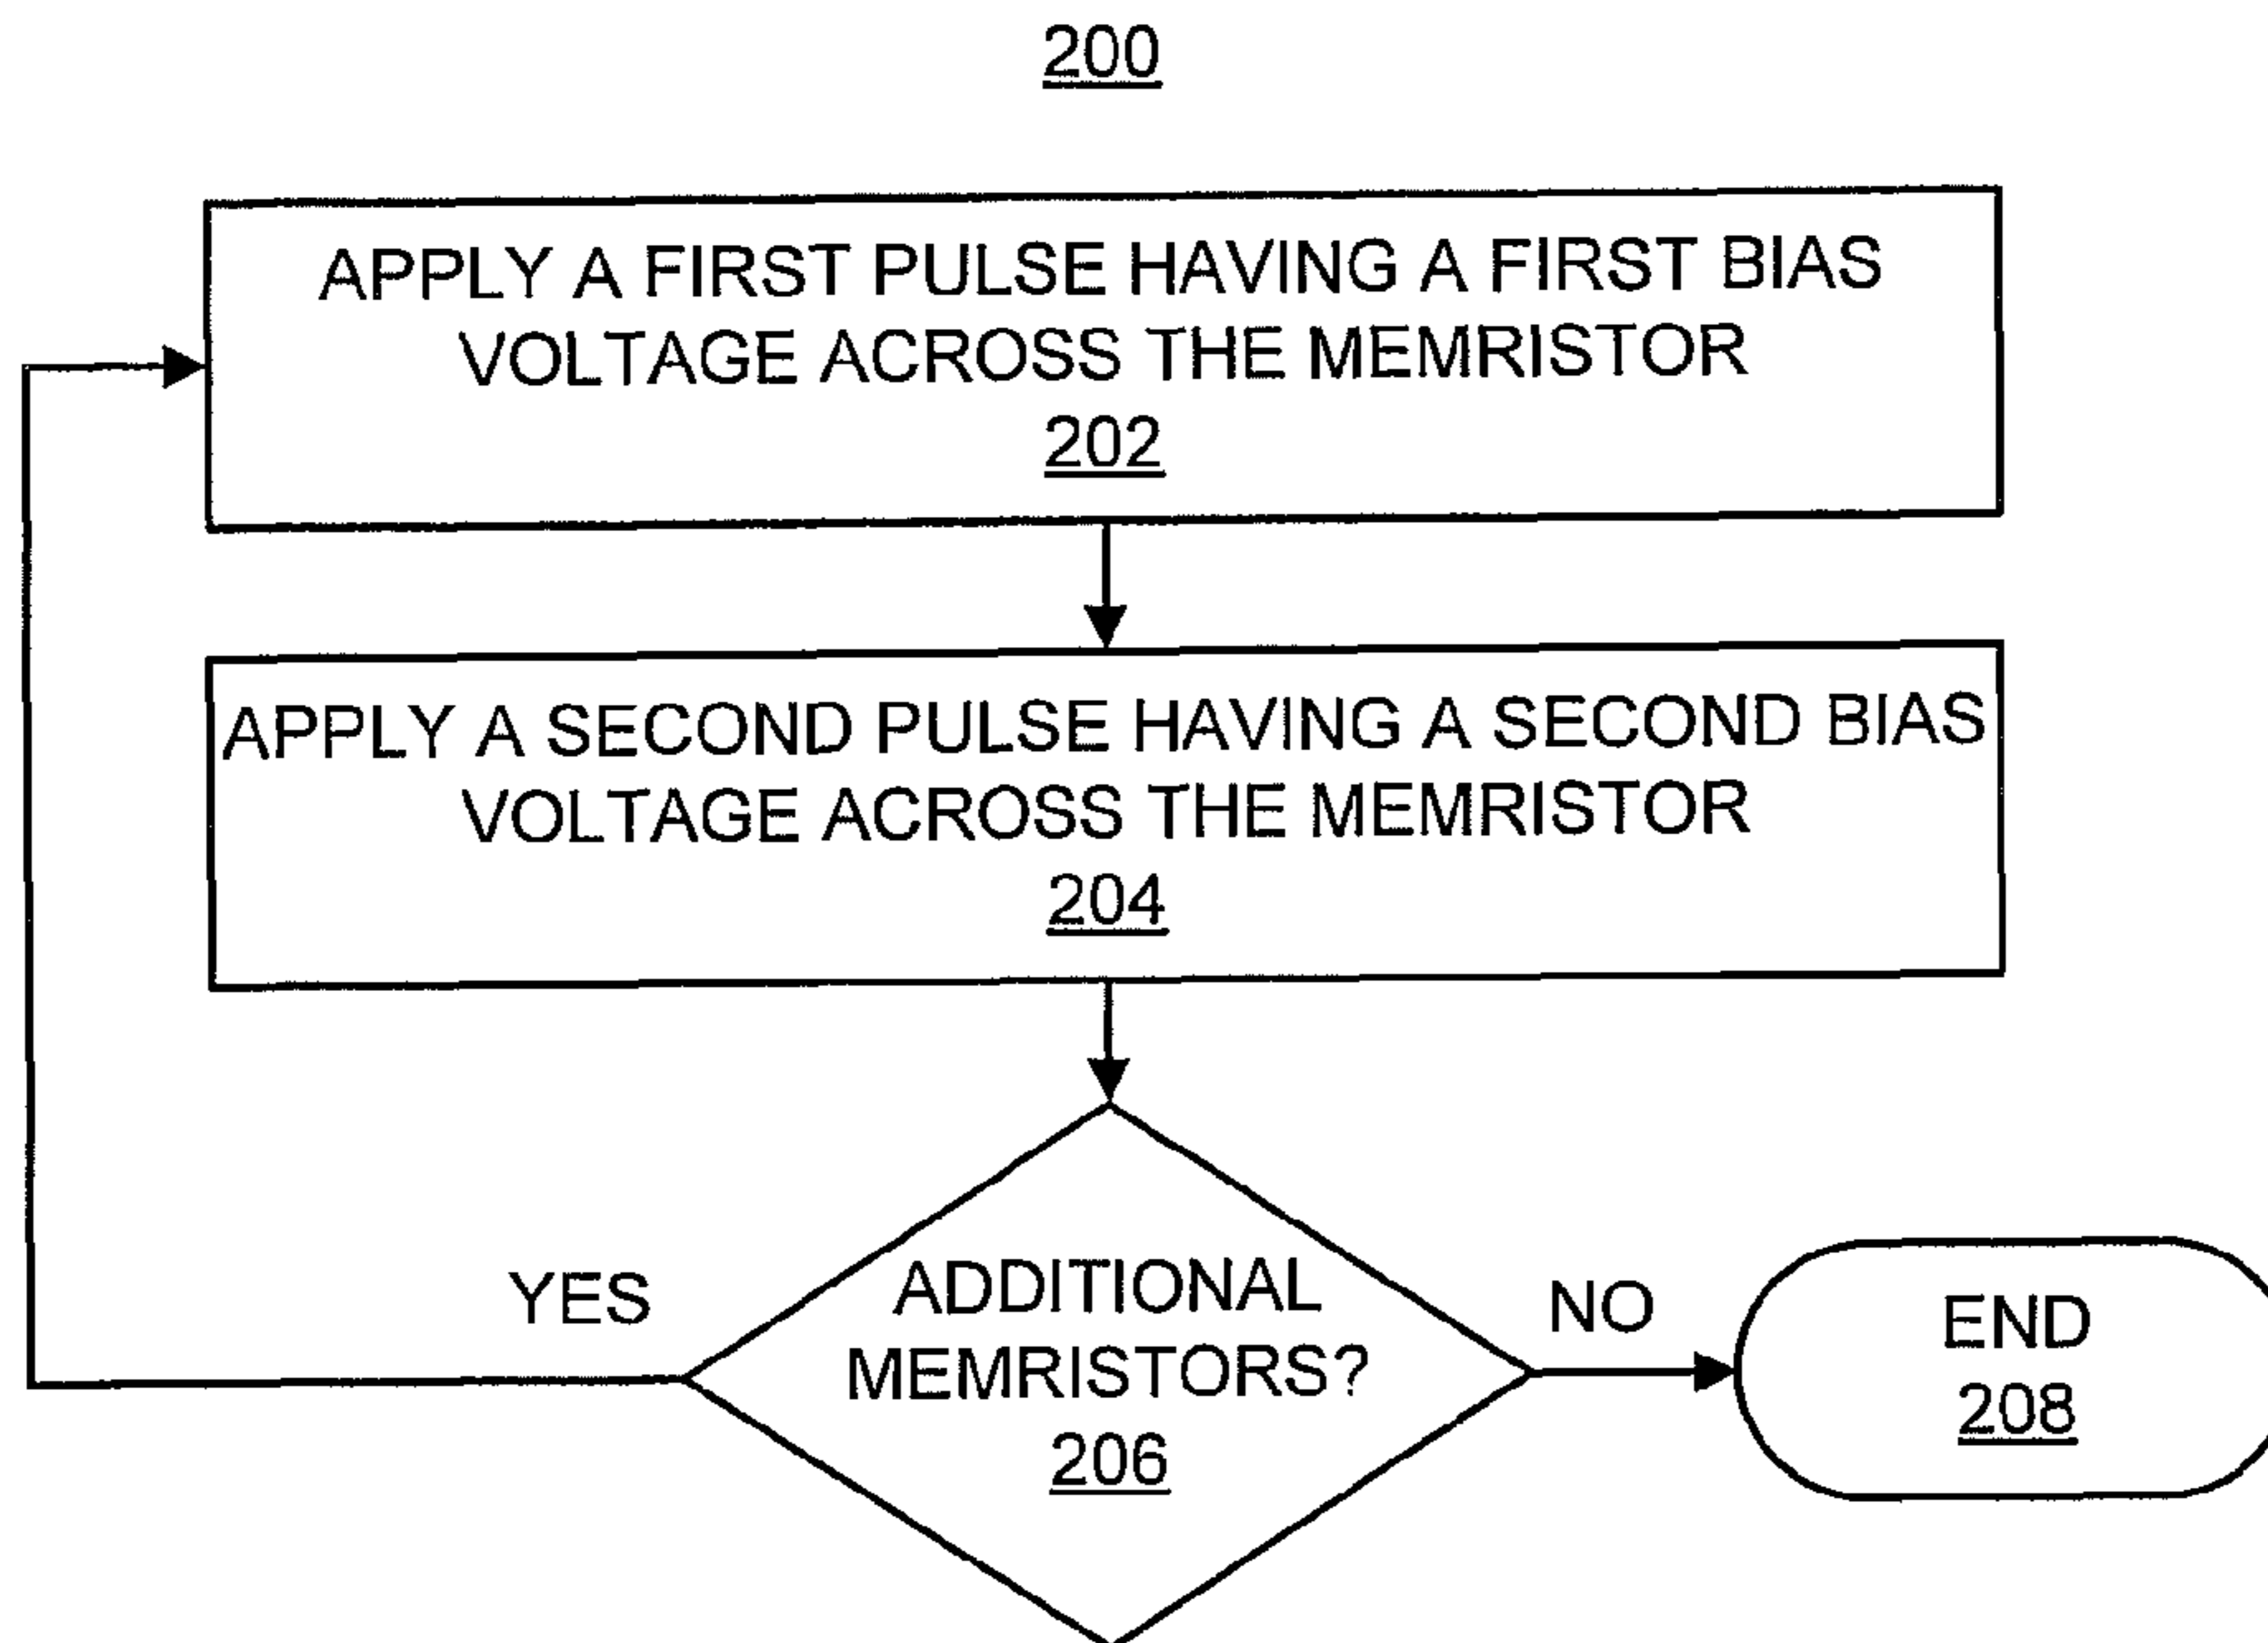 200
APPLY A FIRST PULSE HAVING A FIRST BIAS
VOLTAGE ACROSS THE MEMRISTOR
202
APPLY A SECOND PULSE HAVING A SECOND BIAS
VOLTAGE ACROSS THE MEMRISTOR
204
YES
ADDITIONAL
MEMRISTORS?
206
NO
END
208